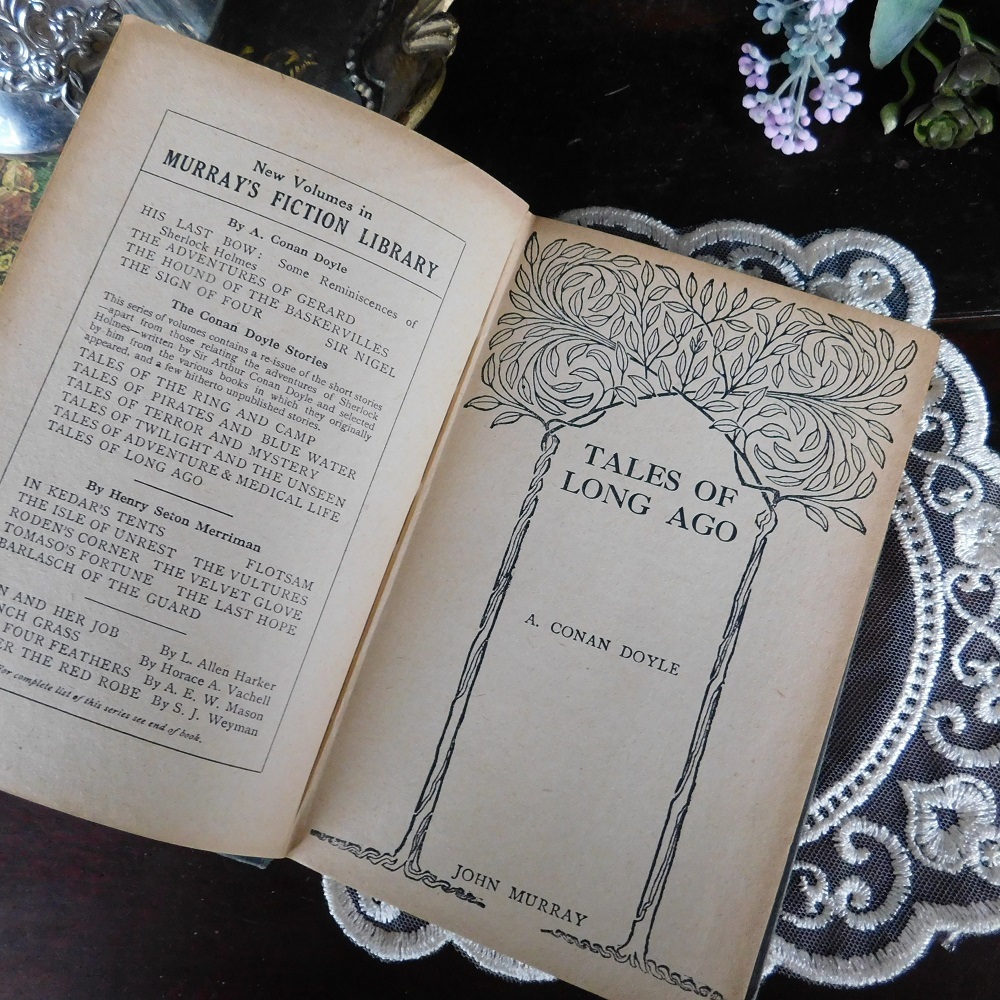 New Volumes in
MURRAY'S FICTION LIBRARY
By A. Conan Doyle
HIS LAST BOW: Some Reminiscences of
Sherlock Holmes
THE ADVENTURES OF GERARD
THE HOUND OF THE BASKERVILLES
THE SIGN OF FOUR SIR NIGEL
The Conan Doyle Stories
This series of volumes contains a re-issue of the short stories
—apart from those relating the adventures of Sherlock
Holmes—written by Sir Arthur Conan Doyle and selected
by him from the various books in which they originally
appeared, and a few hitherto unpublished stories.
TALES OF THE RING AND CAMP
TALES OF PIRATES AND BLUE WATER
TALES OF TERROR AND MYSTERY
TALES OF TWILIGHT AND THE UNSEEN
TALES OF ADVENTURE & MEDICAL LIFE
TALES OF LONG AGO
By Henry Seton Merriman
IN KEDAR'S TENTS FLOTSAM
THE ISLE OF UNREST THE VULTURES
RODEN'S CORNER THE VELVET GLOVE
TOMASO'S FORTUNE THE LAST HOPE
BARLASCH OF THE GUARD
AND HER JOB By L. Allen Harker
GRASS By Horace A. Vachell
FOUR FEATHERS By A. E. W. Mason
THE RED ROBE By S. J. Weyman
For complete list of this series see end of book.
TALES OF
LONG AGO
A. CONAN DOYLE
JOHN MURRAY